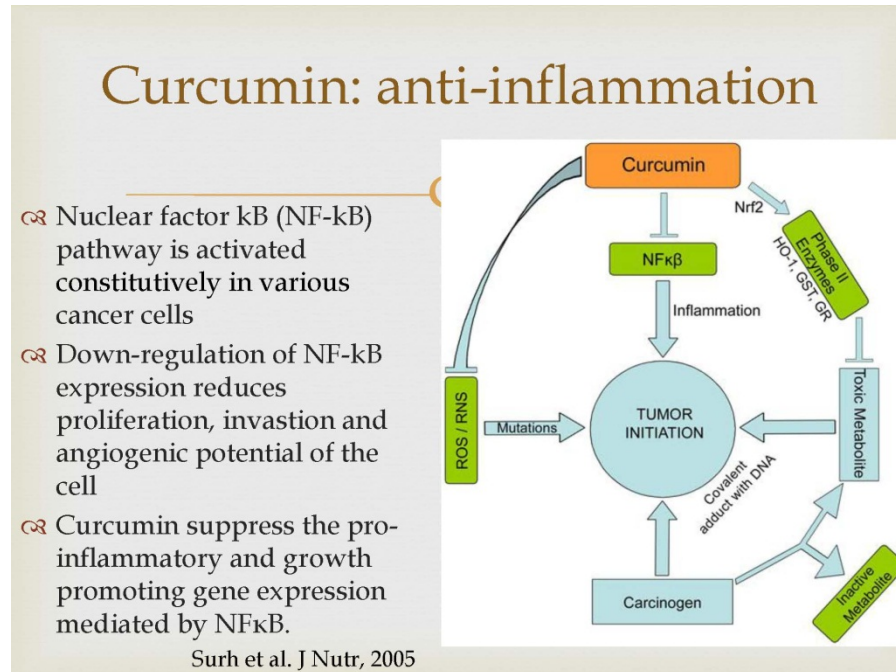 Curcumin: anti-inflammation
Nuclear factor kB (NF-kB)
pathway is activated
constitutively in various
cancer cells
Down-regulation of NF-kB
expression reduces
proliferation, invastion and
angiogenic potential of the
cell
Curcumin suppress the pro-
inflammatory and growth
promoting gene expression
mediated by NFκB.
Surh et al. J Nutr, 2005
Curcumin
Nrf2
NFκβ
Phase II
Enzymes
HO-1, GST, GR
Inflammation
ROS / RNS
Mutations
TUMOR
INITIATION
Toxic Metabolite
Covalent
adduct with DNA
Carcinogen
Inactive
Metabolite